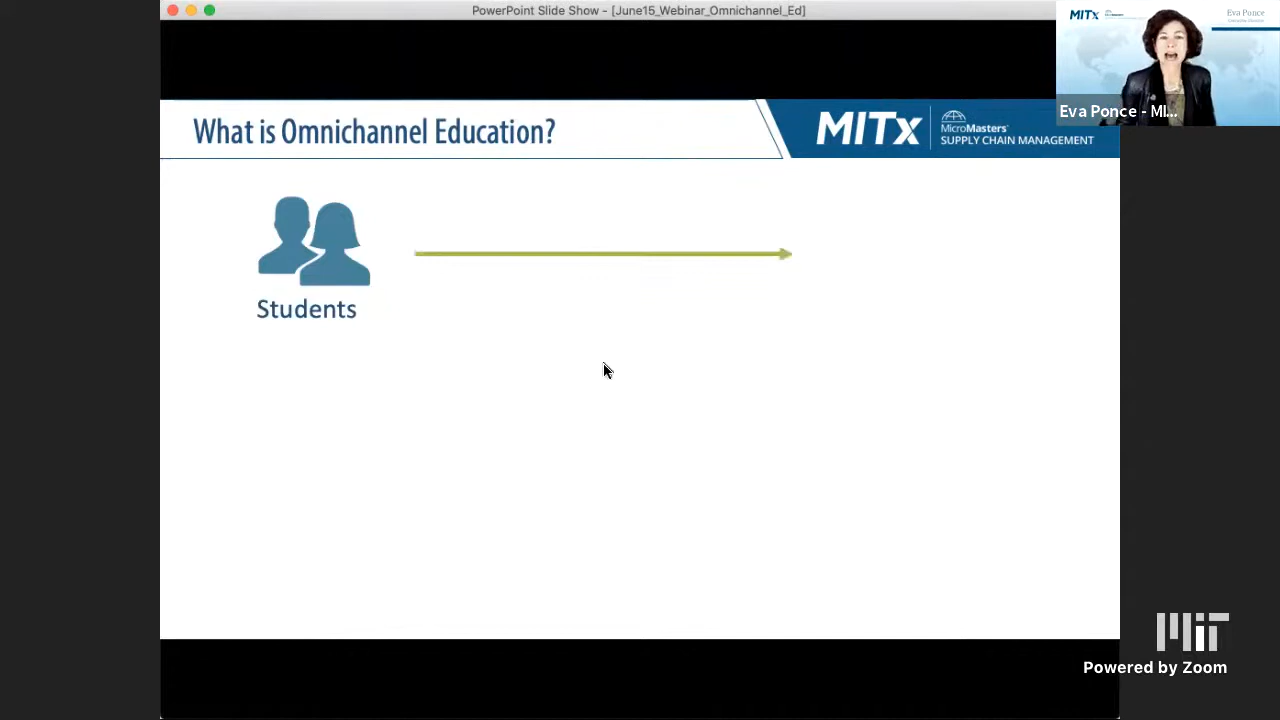 PowerPoint Slide Show - [June15_Webinar_Omnichannel_Ed]
MITx
Eva Ponce
Eva Ponce - MI...
What is Omnichannel Education?
MITx
MicroMasters®
SUPPLY CHAIN MANAGEMENT
Students
MIT
Powered by Zoom